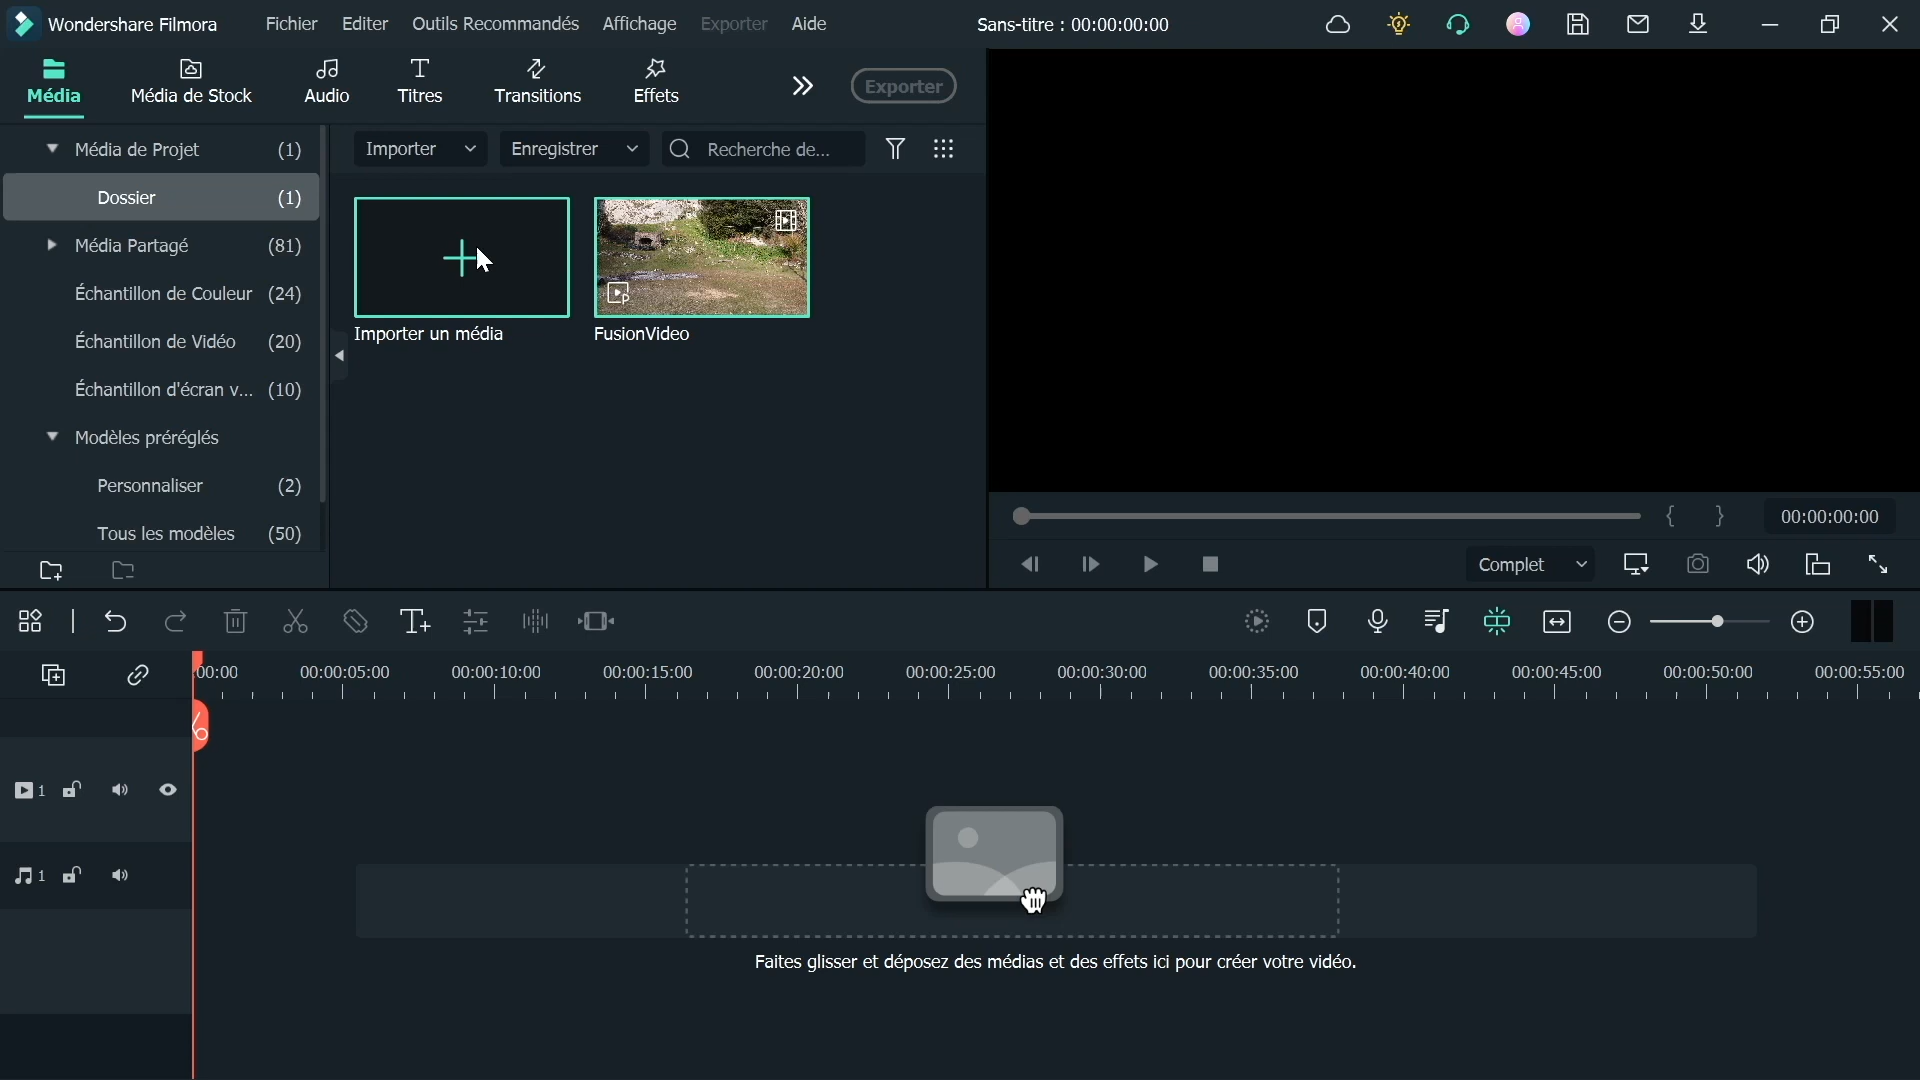 Wondershare Filmora
Fichier Editer Outils Recommandés Affichage Exporter Aide
Sans-titre : 00:00:00:00
Média Média de Stock Audio Titres Transitions Effets
Exporter
Média de Projet (1)
Dossier (1)
Média Partagé (81)
Échantillon de Couleur (24)
Échantillon de Vidéo (20)
Échantillon d'écran v... (10)
Modèles préréglés
Personnaliser (2)
Tous les modèles (50)
Importer Enregistrer Recherche de...
Importer un média
FusionVideo
{ } 00:00:00:00
Complet
:00:00 00:00:05:00 00:00:10:00 00:00:15:00 00:00:20:00 00:00:25:00 00:00:30:00 00:00:35:00 00:00:40:00 00:00:45:00 00:00:50:00 00:00:55:00
1
1
Faites glisser et déposez des médias et des effets ici pour créer votre vidéo.